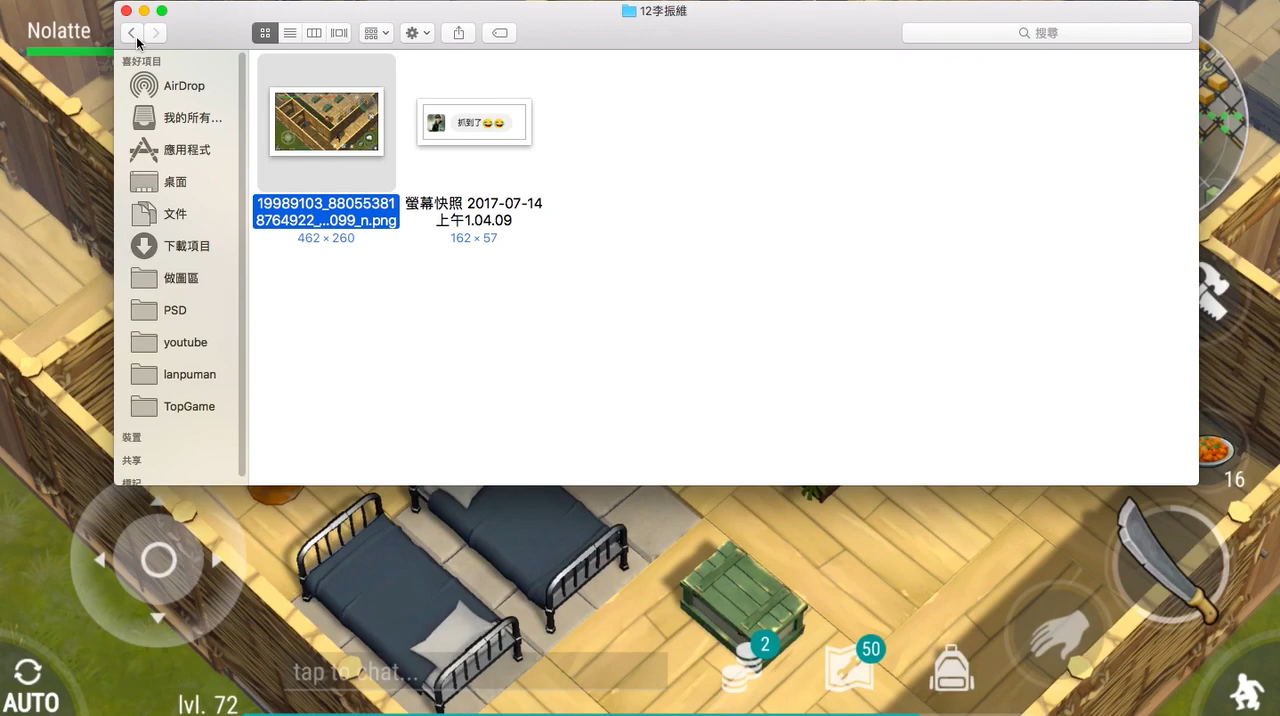 Nolatte
12李振維
搜尋
喜好項目
AirDrop
我的所有...
應用程式
桌面
文件
下載項目
做圖區
PSD
youtube
lanpuman
TopGame
裝置
共享
標記
抓到了😂😂
19989103_88055381
8764922_...099_n.png
462 × 260
螢幕快照 2017-07-14
上午1.04.09
162 × 57
16
tap to chat...
2
50
AUTO
lvl. 72